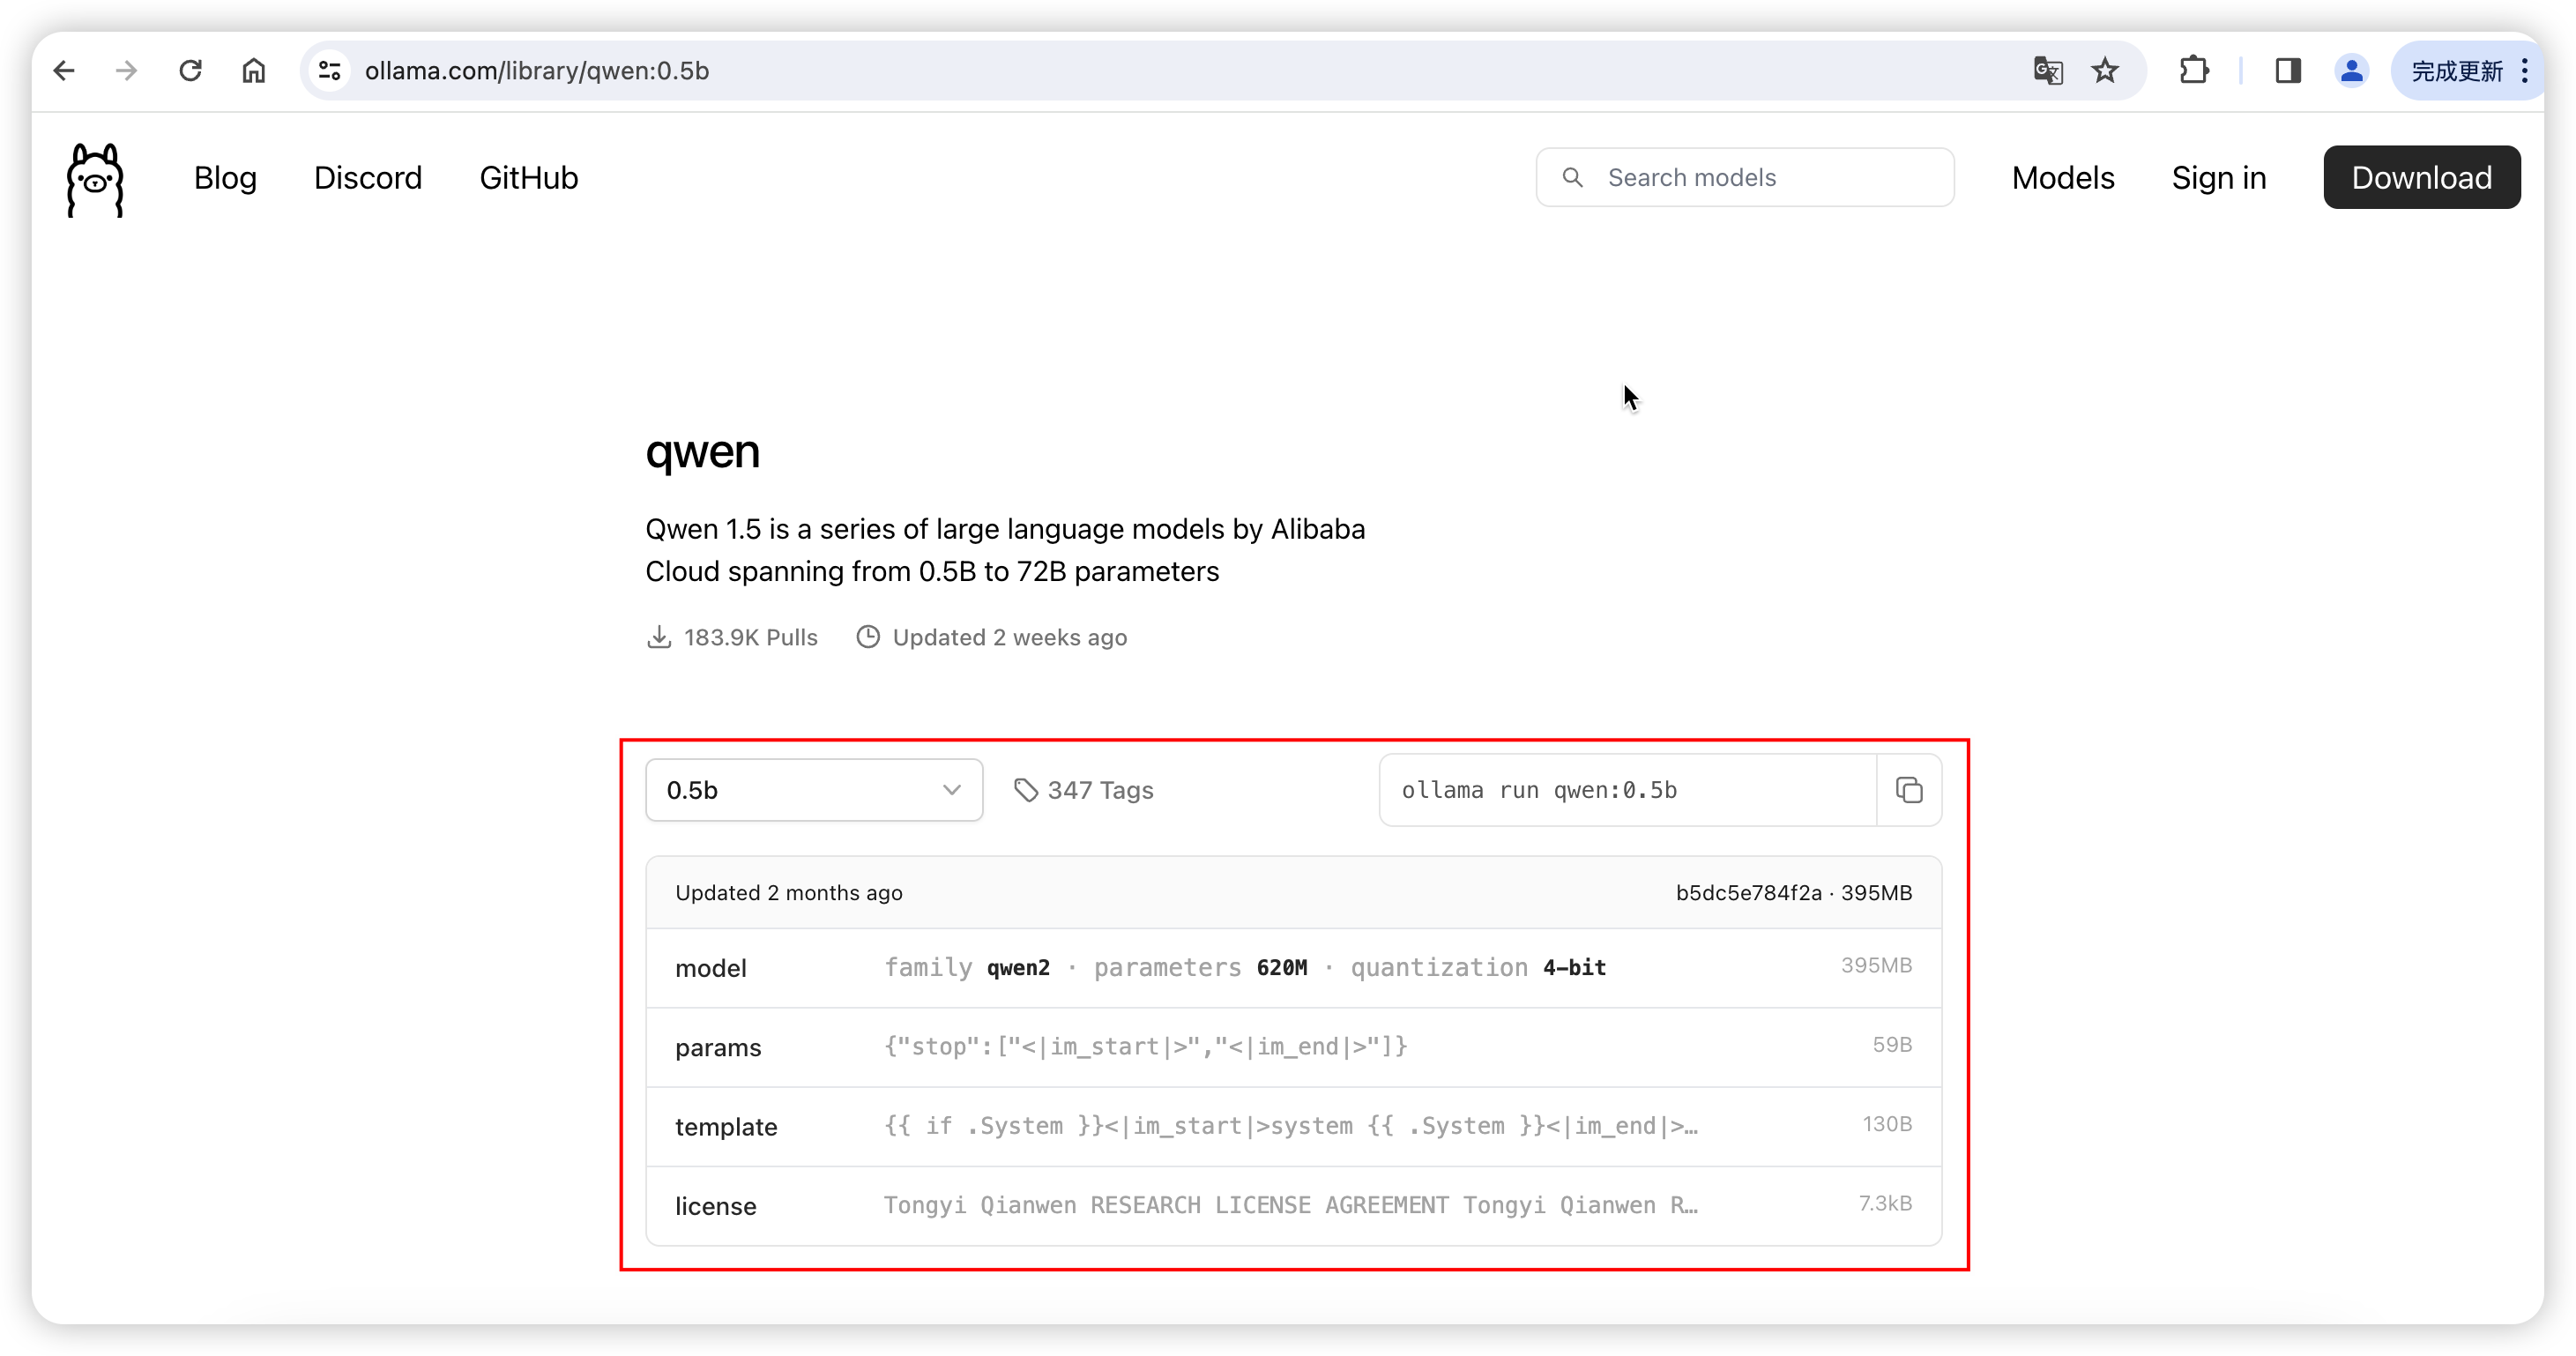 ollama.com/library/qwen:0.5b
完成更新
Blog Discord GitHub
Search models
Models Sign in Download
qwen
Qwen 1.5 is a series of large language models by Alibaba
Cloud spanning from 0.5B to 72B parameters
183.9K Pulls Updated 2 weeks ago
0.5b 347 Tags ollama run qwen:0.5b
Updated 2 months ago b5dc5e784f2a · 395MB
model family qwen2 · parameters 620M · quantization 4-bit 395MB
params {"stop":["<|im_start|>","<|im_end|>"]} 59B
template {{ if .System }}<|im_start|>system {{ .System }}<|im_end|>… 130B
license Tongyi Qianwen RESEARCH LICENSE AGREEMENT Tongyi Qianwen R… 7.3kB